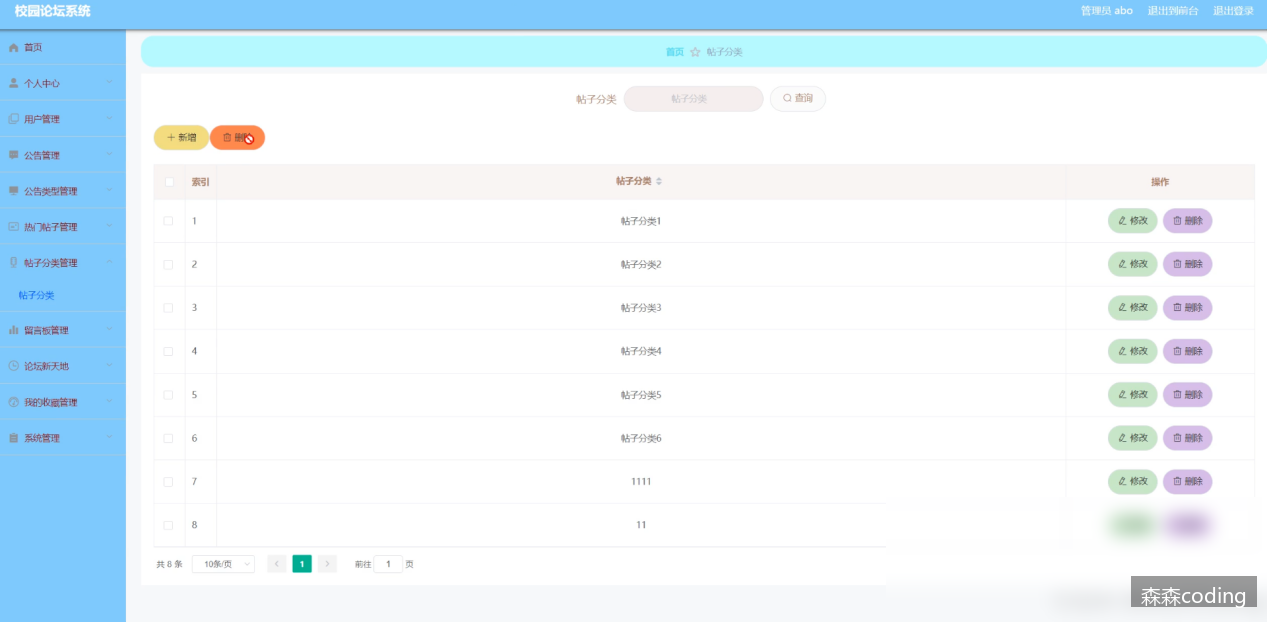 校园论坛系统
管理员 abo 退出到前台 退出登录
首页
个人中心
用户管理
公告管理
公告类型管理
热门帖子管理
帖子分类管理
帖子分类
留言板管理
论坛新天地
我的收藏管理
系统管理
首页 帖子分类
帖子分类 帖子分类 查询
新增 删除
索引 帖子分类 操作
1 帖子分类1 修改 删除
2 帖子分类2 修改 删除
3 帖子分类3 修改 删除
4 帖子分类4 修改 删除
5 帖子分类5 修改 删除
6 帖子分类6 修改 删除
7 1111 修改 删除
8 11
共 8 条 10条/页 1 前往 1 页
森森coding